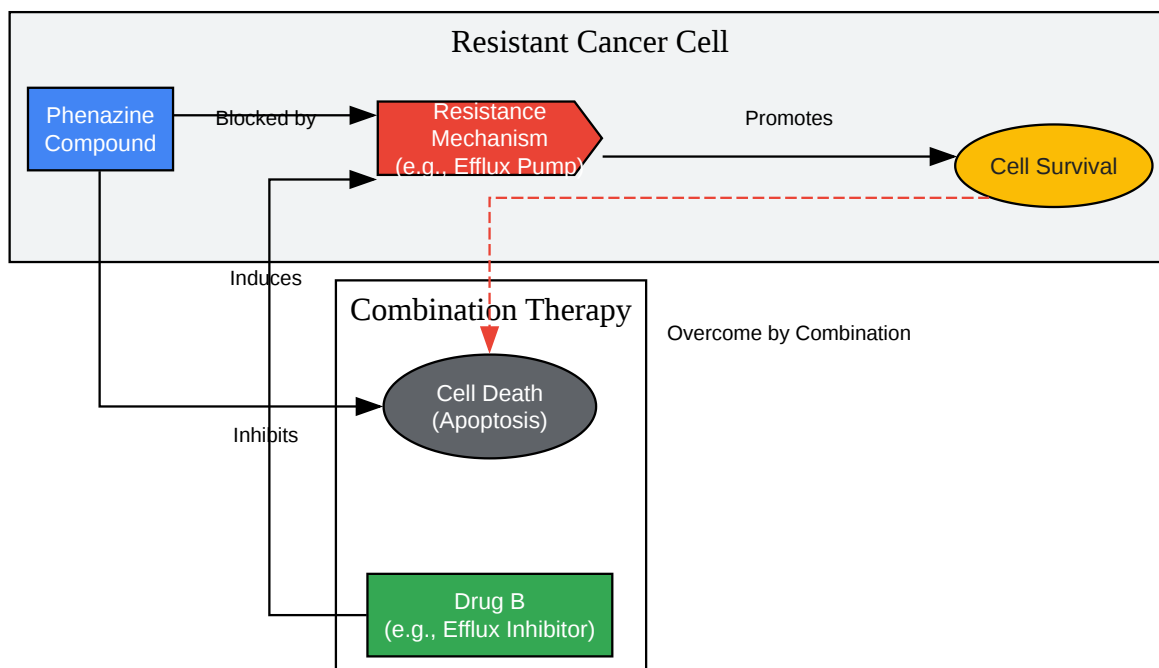 Resistant Cancer Cell
Phenazine
Compound
Blocked by
Resistance
Mechanism
(e.g., Efflux Pump)
Promotes
Cell Survival
Induces
Combination Therapy
Overcome by Combination
Cell Death
(Apoptosis)
Inhibits
Drug B
(e.g., Efflux Inhibitor)